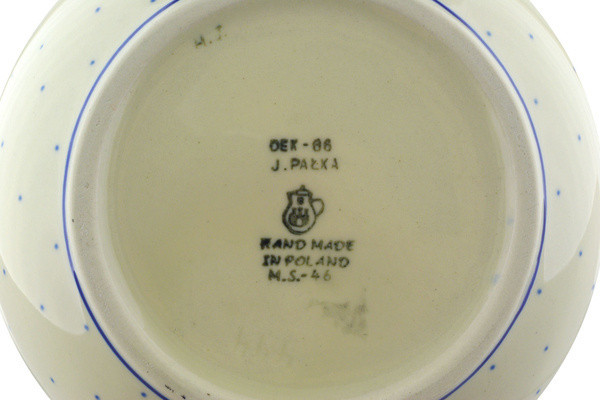 DEK-66
J. PAŁKA
HAND MADE
IN POLAND
M.S.-46